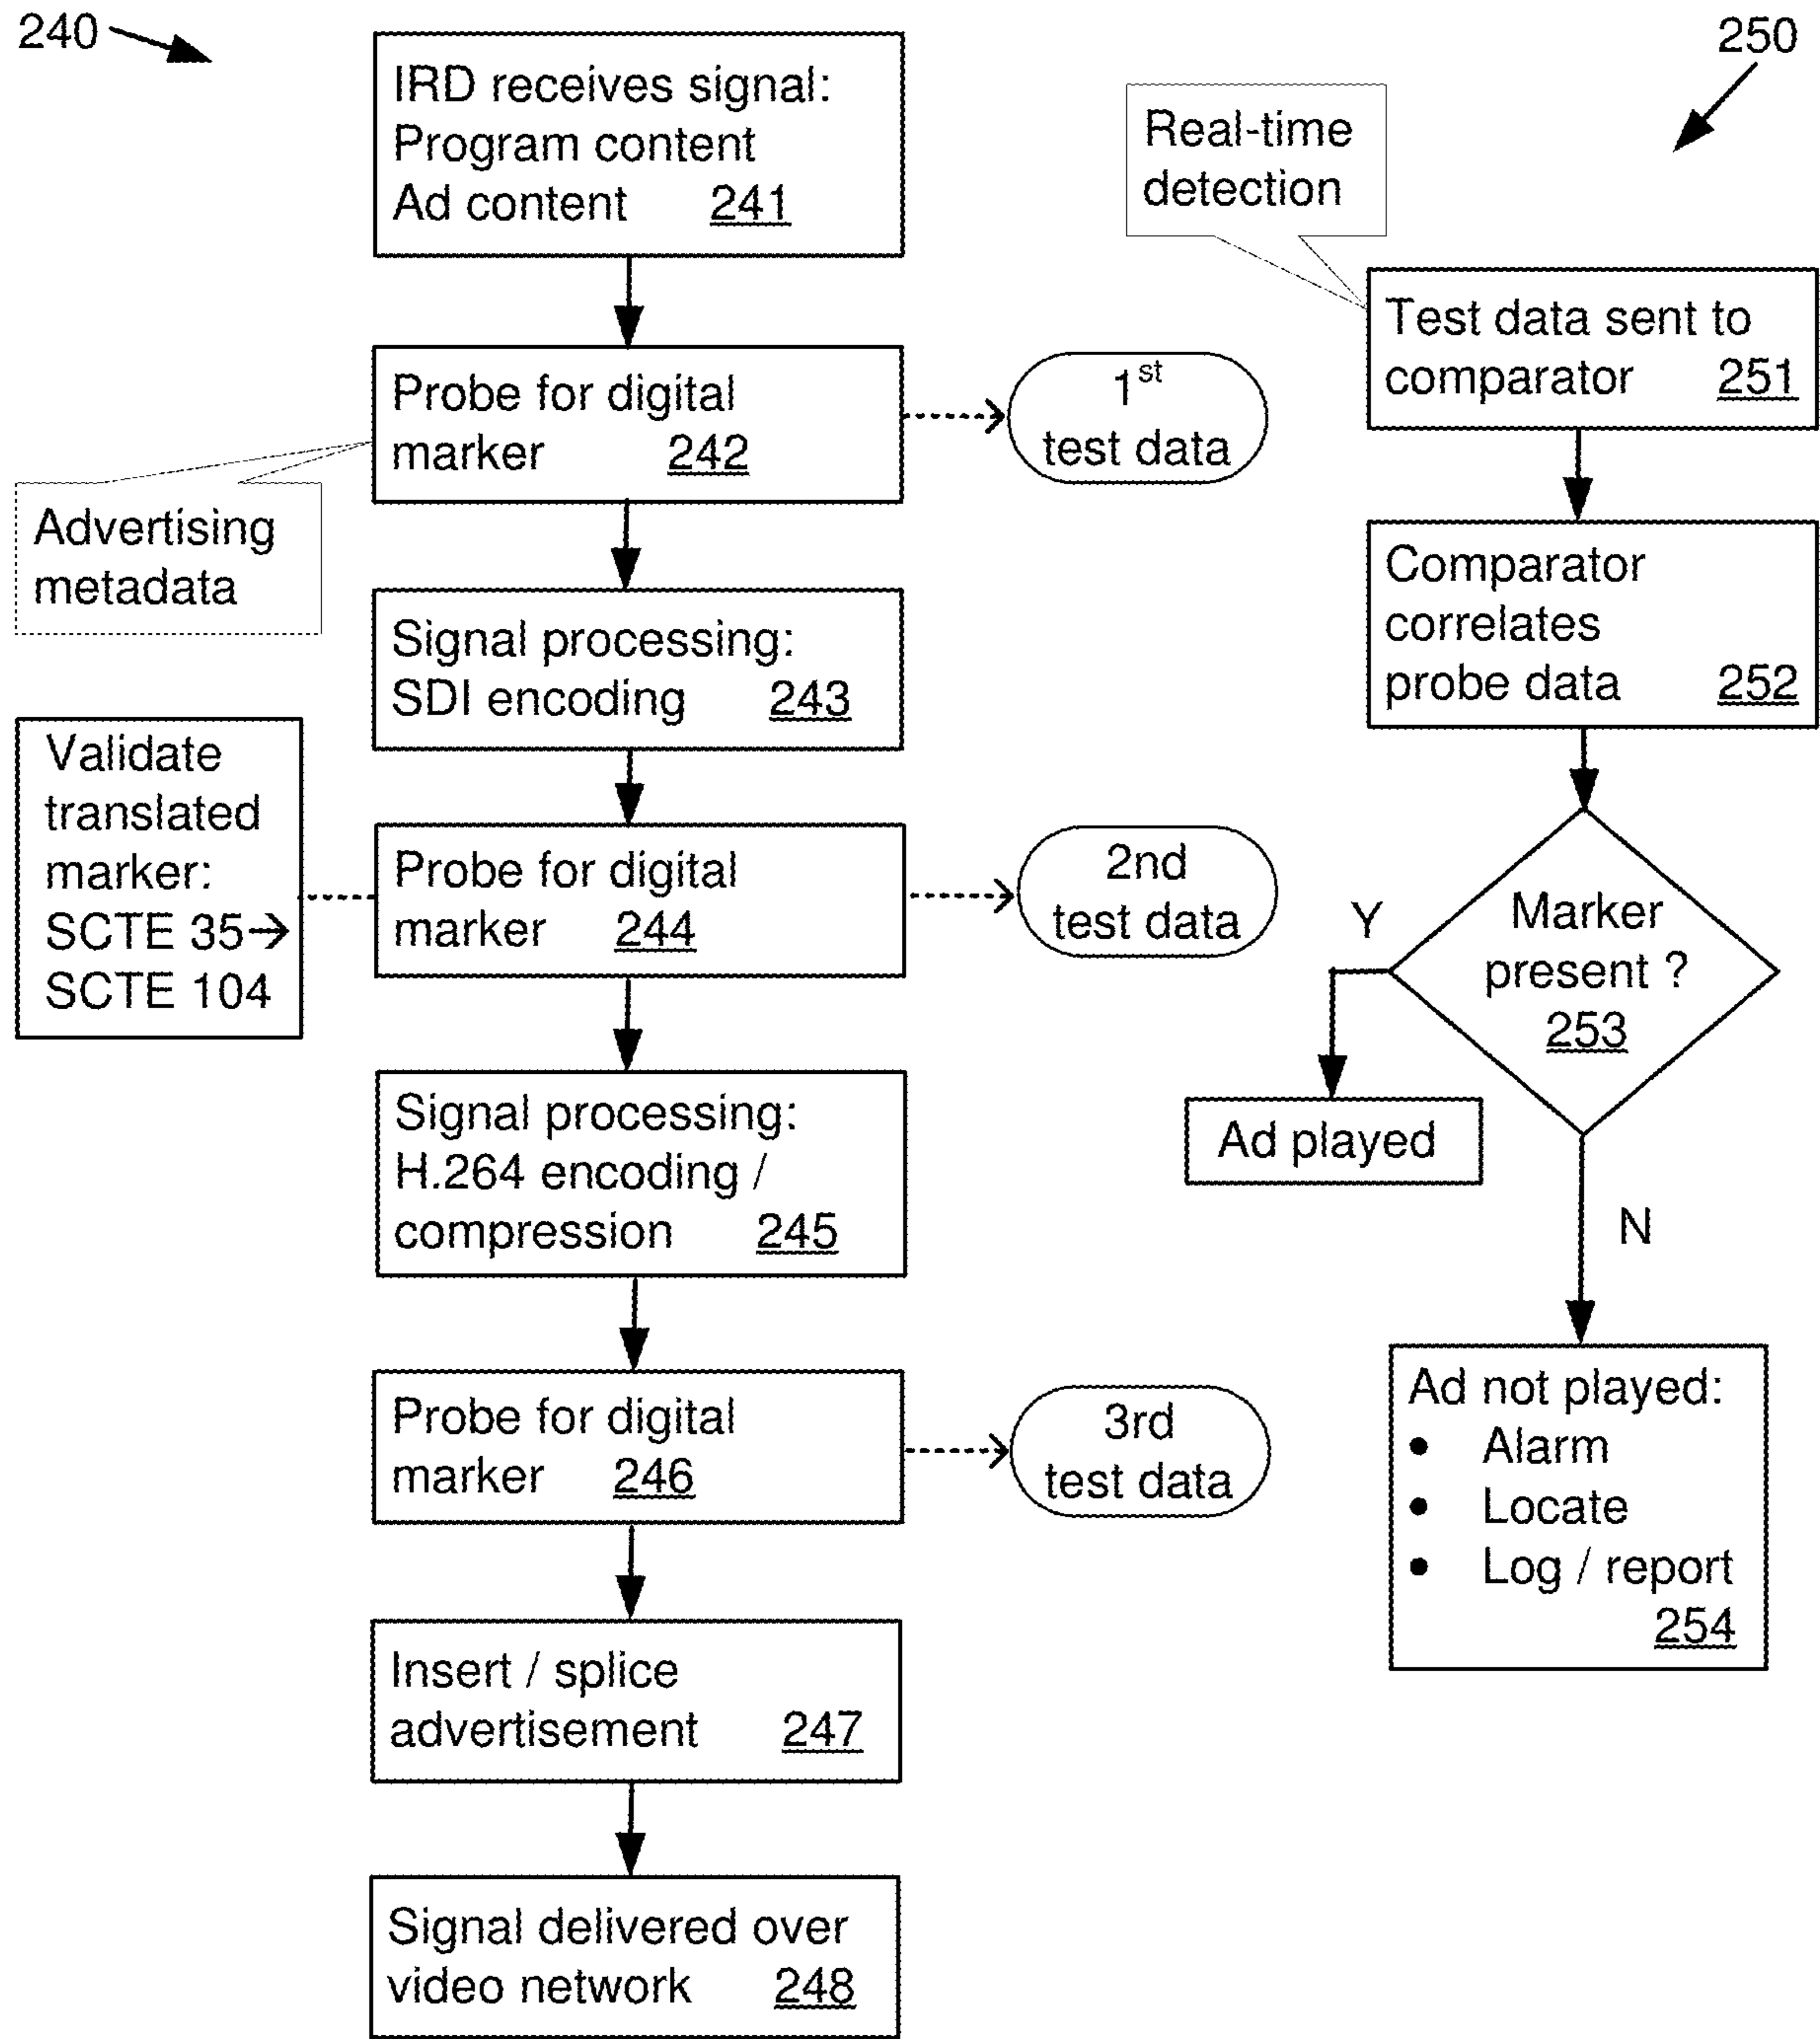 240
IRD receives signal:
Program content
Ad content 241
Probe for digital
marker 242
1st
test data
Advertising
metadata
Signal processing:
SDI encoding 243
Validate
translated
marker:
SCTE 35→
SCTE 104
Probe for digital
marker 244
2nd
test data
Signal processing:
H.264 encoding /
compression 245
Probe for digital
marker 246
3rd
test data
Insert / splice
advertisement 247
Signal delivered over
video network 248
250
Real-time
detection
Test data sent to
comparator 251
Comparator
correlates
probe data 252
Marker
present ?
253
Y
Ad played
N
Ad not played:
• Alarm
• Locate
• Log / report
254